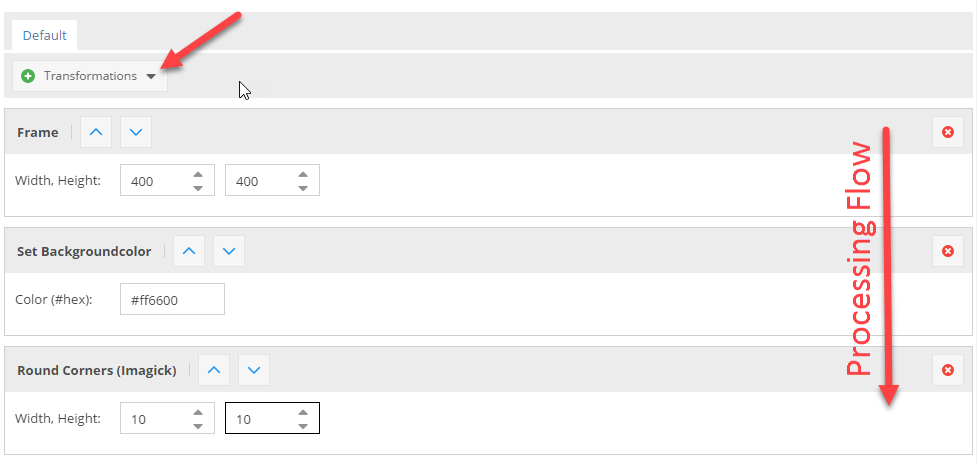 Default
Transformations
Frame
Width, Height: 400 400
Set Backgroundcolor
Color (#hex): #ff6600
Round Corners (Imagick)
Width, Height: 10 10
Processing Flow